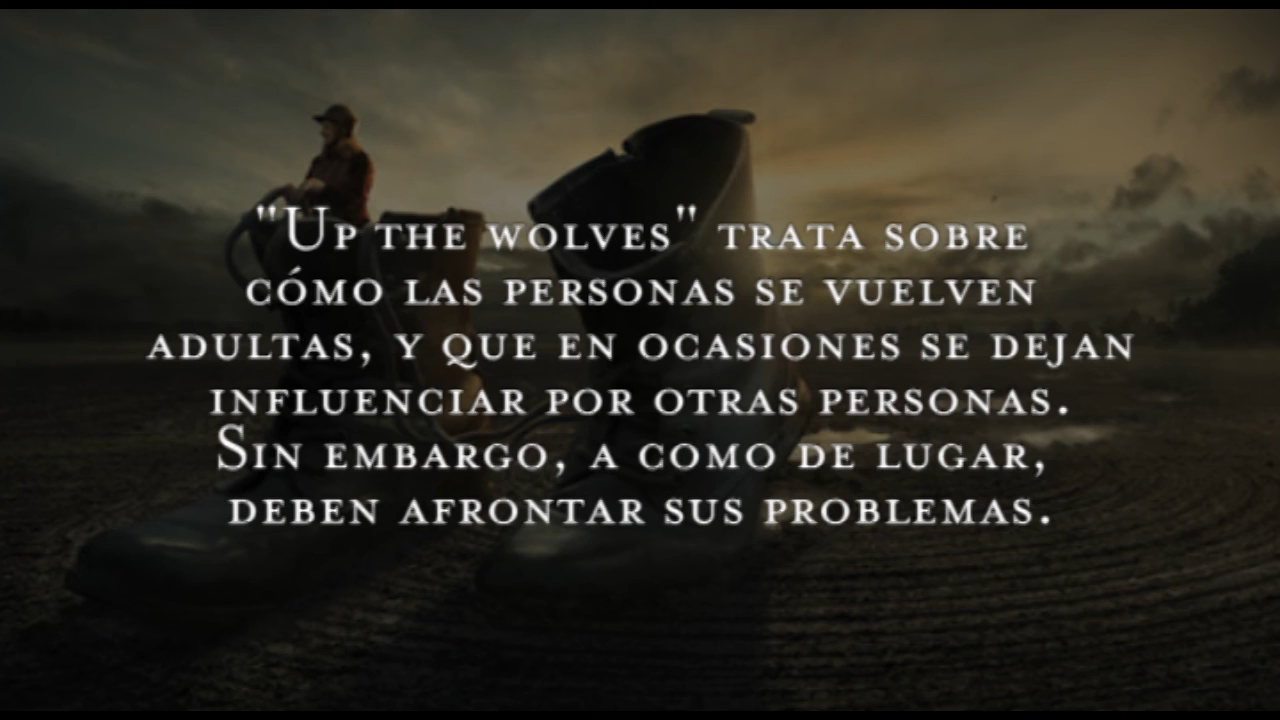 "Up the wolves" trata sobre
cómo las personas se vuelven
adultas, y que en ocasiones se dejan
influenciar por otras personas.
Sin embargo, a como de lugar,
deben afrontar sus problemas.